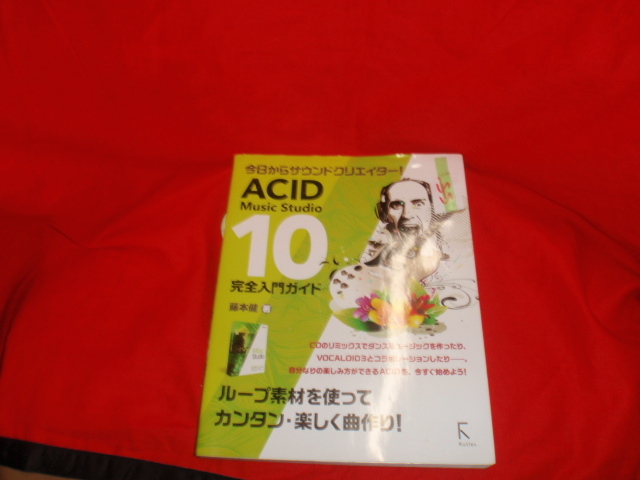 今日からサウンドクリエイター!
ACID
Music Studio
10
完全入門ガイド
藤本健 著
CDのリミックスでダンスミュージックを作ったり、
VOCALOID3とコラボレーションしたり——。
自分なりの楽しみ方ができるACIDを、今すぐ始めよう!
ループ素材を使って
カンタン・楽しく曲作り!
Rutles